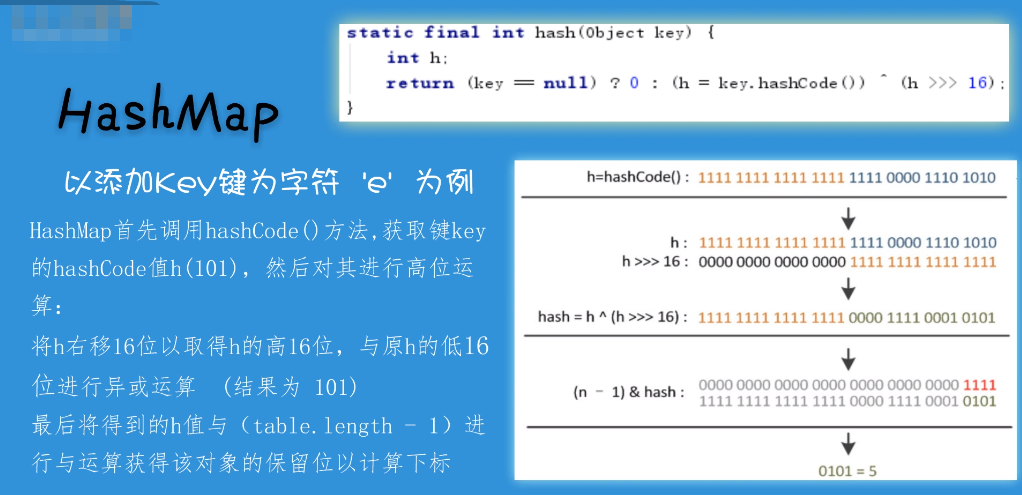 static final int hash(Object key) {
int h;
return (key == null) ? 0 : (h = key.hashCode()) ^ (h >>> 16);
}
HashMap
以添加Key键为字符 'e' 为例
HashMap首先调用hashCode()方法,获取键key
的hashCode值h(101), 然后对其进行高位运
算:
将h右移16位以取得h的高16位, 与原h的低16
位进行异或运算 (结果为 101)
最后将得到的h值与（table.length - 1）进
行与运算获得该对象的保留位以计算下标
h=hashCode() : 1111 1111 1111 1111 1111 0000 1110 1010
h : 1111 1111 1111 1111 1111 0000 1110 1010
h >>> 16 : 0000 0000 0000 0000 1111 1111 1111 1111
hash = h ^ (h >>> 16) : 1111 1111 1111 1111 0000 1111 0001 0101
(n - 1) & hash : 0000 0000 0000 0000 0000 0000 0000 1111
1111 1111 1111 1111 0000 1111 0001 0101
0101 = 5